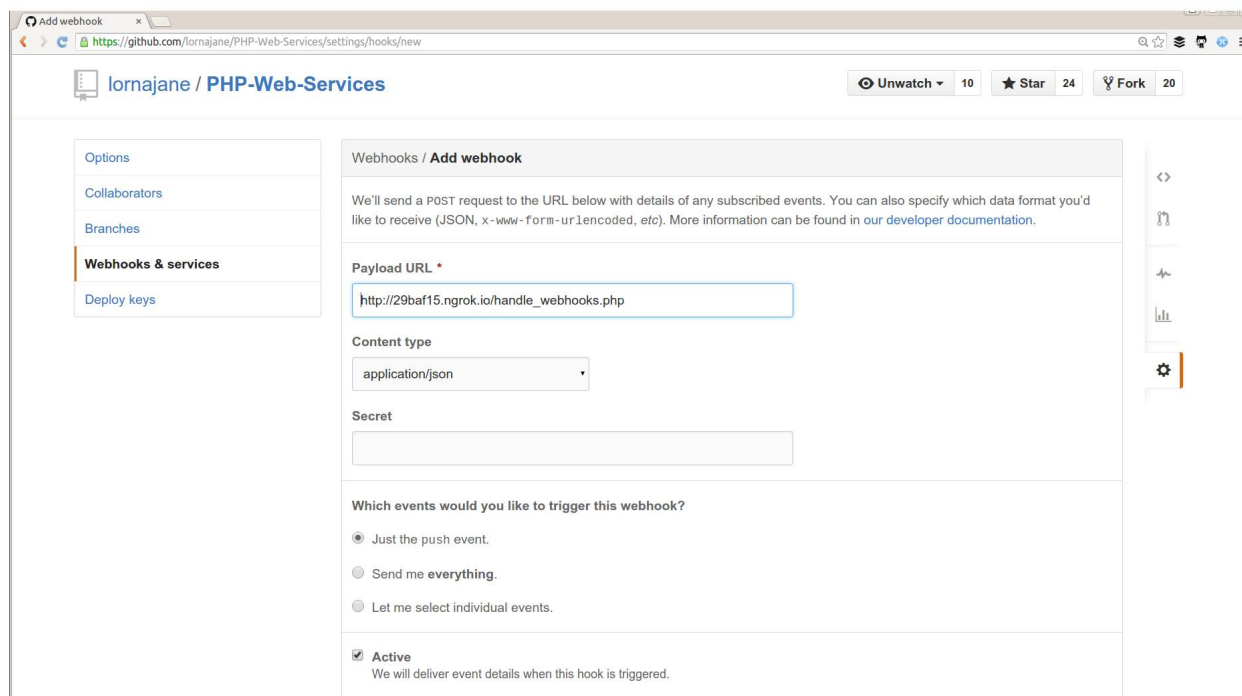 Add webhook
https://github.com/lornajane/PHP-Web-Services/settings/hooks/new
lornajane / PHP-Web-Services
Unwatch 10 Star 24 Fork 20
Options
Collaborators
Branches
Webhooks & services
Deploy keys
Webhooks / Add webhook
We'll send a POST request to the URL below with details of any subscribed events. You can also specify which data format you'd
like to receive (JSON, x-www-form-urlencoded, etc). More information can be found in our developer documentation.
Payload URL *
http://29baf15.ngrok.io/handle_webhooks.php
Content type
application/json
Secret
Which events would you like to trigger this webhook?
Just the push event.
Send me everything.
Let me select individual events.
Active
We will deliver event details when this hook is triggered.